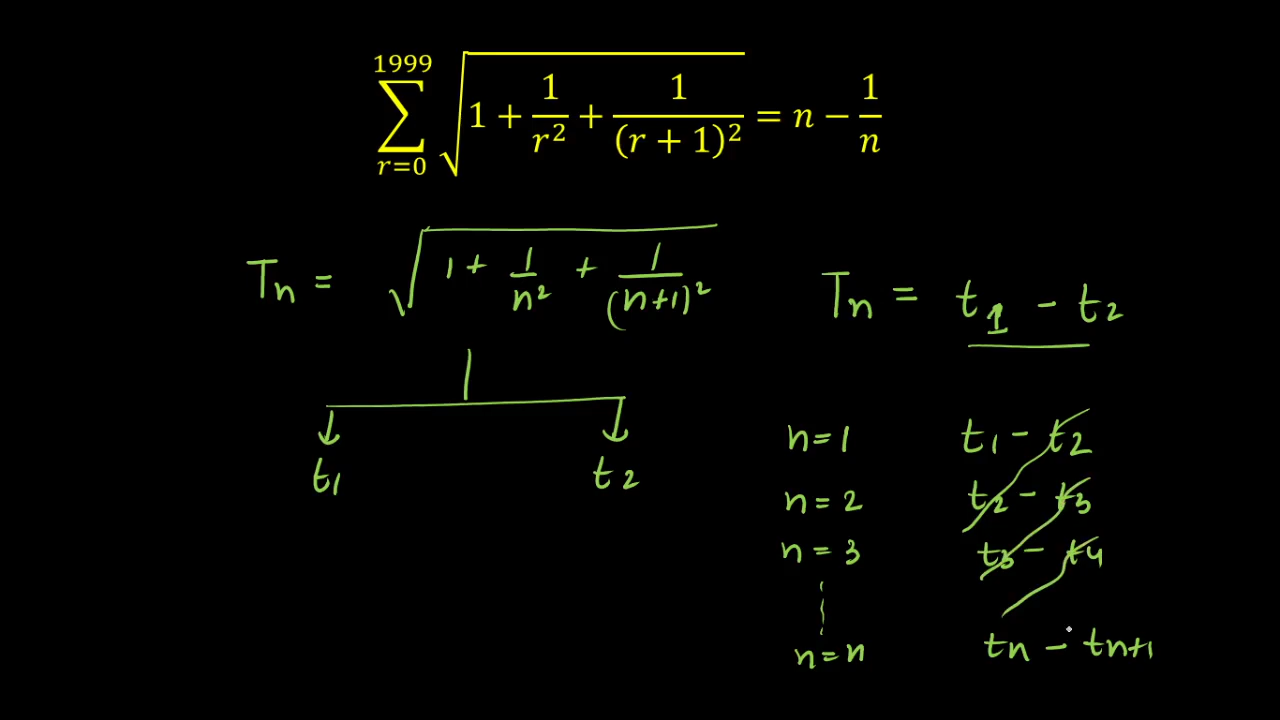 1999
∑ √(1 + 1/r² + 1/(r + 1)²) = n − 1/n
r=0
Tn = √(1 + 1/n² + 1/(n+1)²)
Tn = t1 − t2
t1 t2
n=1 t1 − t2
n = 2 t2 − t3
n = 3 t3 − t4
n = n tn − tn+1